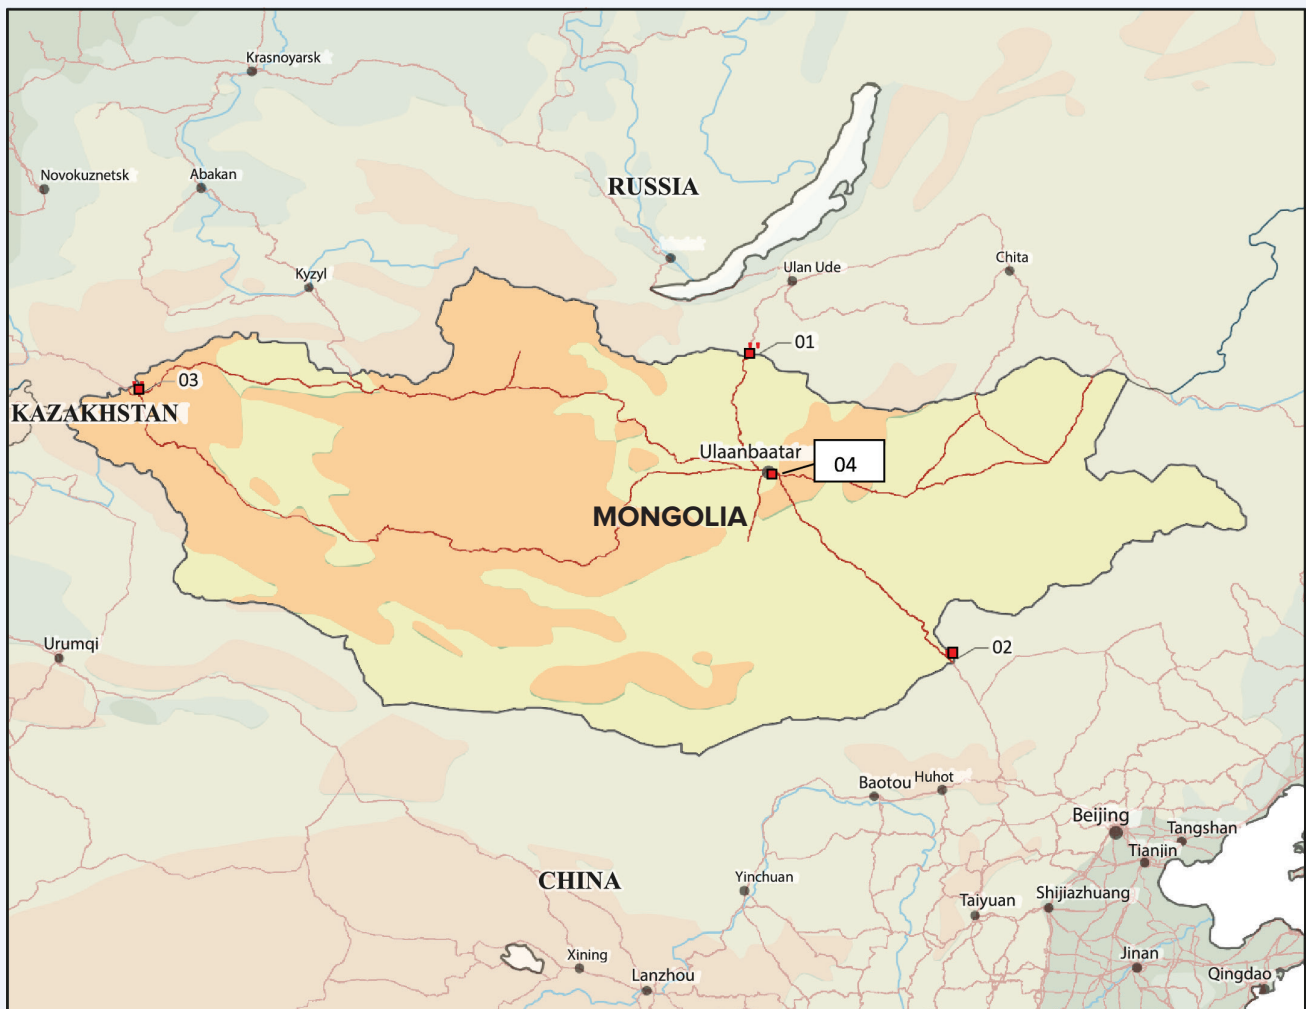 Krasnoyarsk
Novokuznetsk
Abakan
RUSSIA
Kyzyl
Ulan Ude
Chita
01
03
KAZAKHSTAN
Ulaanbaatar
04
MONGOLIA
Urumqi
02
Baotou
Huhot
Beijing
Tangshan
Tianjin
CHINA
Yinchuan
Taiyuan
Shijiazhuang
Xining
Lanzhou
Jinan
Qingdao